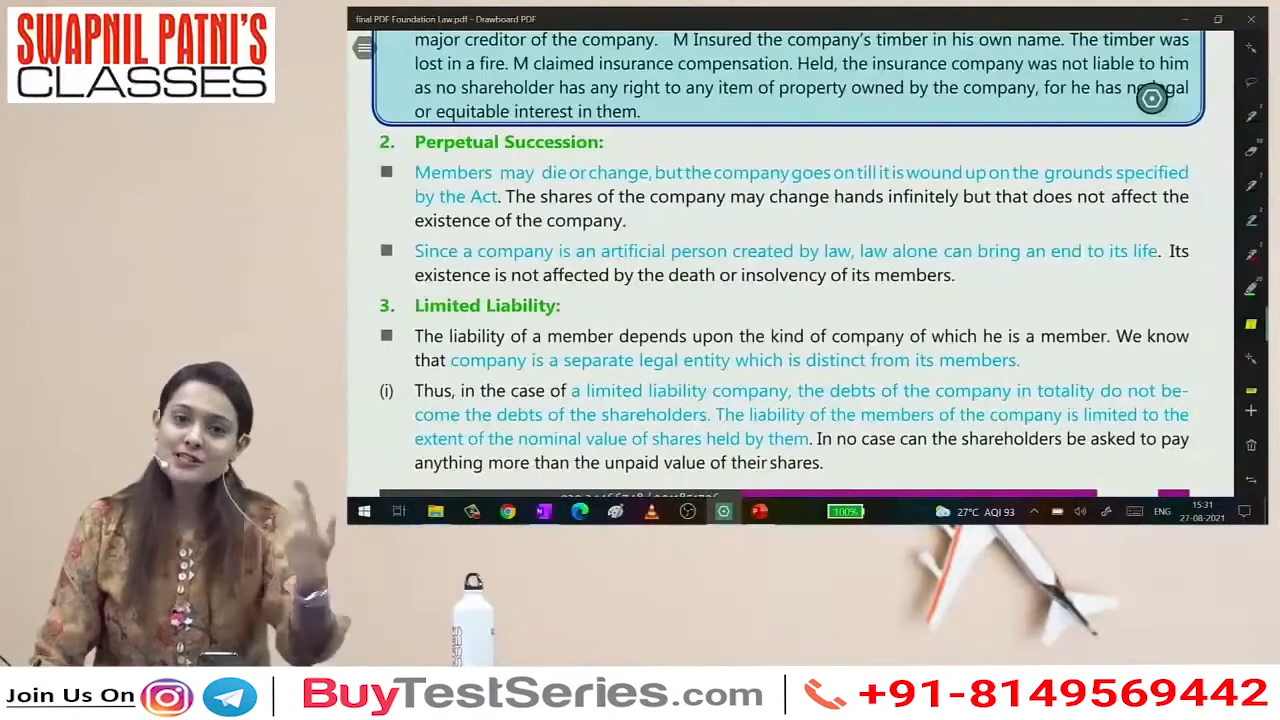 SWAPNIL PATNI'S
CLASSES
final PDF Foundation Law.pdf - Drawboard PDF
major creditor of the company. M Insured the company's timber in his own name. The timber was
lost in a fire. M claimed insurance compensation. Held, the insurance company was not liable to him
as no shareholder has any right to any item of property owned by the company, for he has no legal
or equitable interest in them.
2. Perpetual Succession:
Members may die or change, but the company goes on till it is wound up on the grounds specified
by the Act. The shares of the company may change hands infinitely but that does not affect the
existence of the company.
Since a company is an artificial person created by law, law alone can bring an end to its life. Its
existence is not affected by the death or insolvency of its members.
3. Limited Liability:
The liability of a member depends upon the kind of company of which he is a member. We know
that company is a separate legal entity which is distinct from its members.
(i) Thus, in the case of a limited liability company, the debts of the company in totality do not be-
come the debts of the shareholders. The liability of the members of the company is limited to the
extent of the nominal value of shares held by them. In no case can the shareholders be asked to pay
anything more than the unpaid value of their shares.
100%
27°C AQI 93
ENG
15:31
27-08-2021
Join Us On
BuyTestSeries.com
+91-8149569442